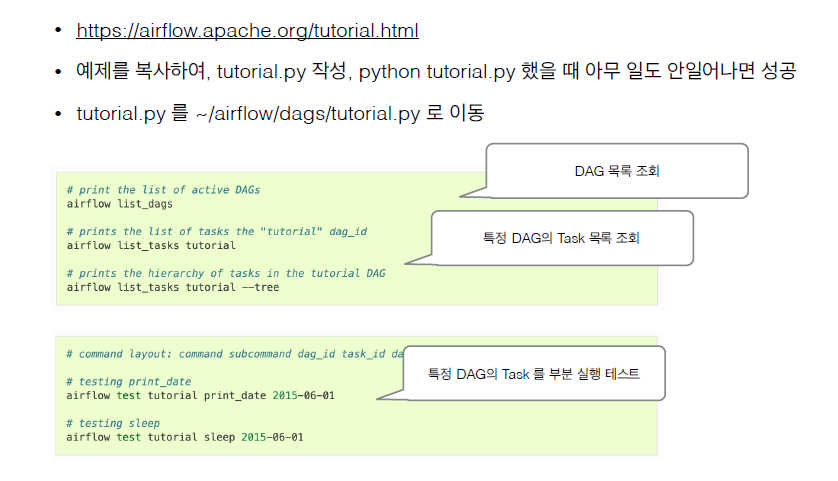 • https://airflow.apache.org/tutorial.html
• 예제를 복사하여, tutorial.py 작성, python tutorial.py 했을 때 아무 일도 안일어나면 성공
• tutorial.py 를 ~/airflow/dags/tutorial.py 로 이동
DAG 목록 조회
# print the list of active DAGs
airflow list_dags
특정 DAG의 Task 목록 조회
# prints the list of tasks the "tutorial" dag_id
airflow list_tasks tutorial
# prints the hierarchy of tasks in the tutorial DAG
airflow list_tasks tutorial --tree
# command layout: command subcommand dag_id task_id da
특정 DAG의 Task 를 부분 실행 테스트
# testing print_date
airflow test tutorial print_date 2015-06-01
# testing sleep
airflow test tutorial sleep 2015-06-01